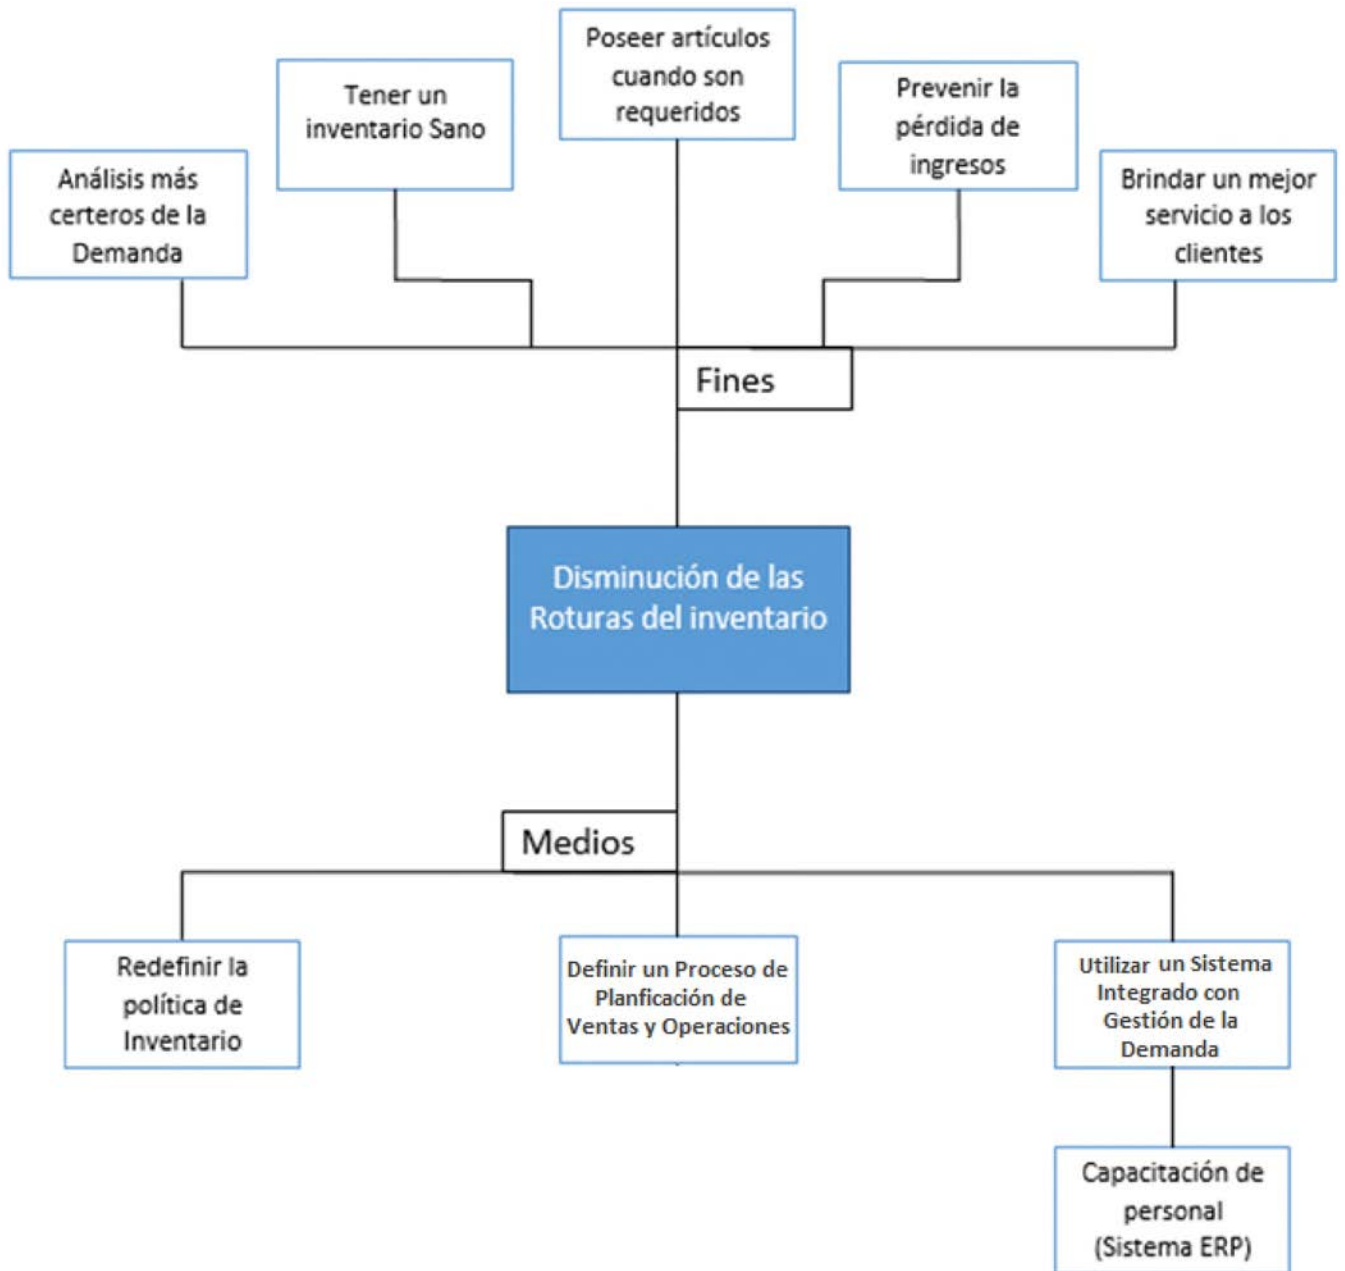 Poseer artículos
cuando son
requeridos
Tener un
inventario Sano
Prevenir la
pérdida de
ingresos
Análisis más
certeros de la
Demanda
Brindar un mejor
servicio a los
clientes
Fines
Disminución de las
Roturas del inventario
Medios
Redefinir la
política de
Inventario
Definir un Proceso de
Planficación de
Ventas y Operaciones
Utilizar un Sistema
Integrado con
Gestión de la
Demanda
Capacitación de
personal
(Sistema ERP)